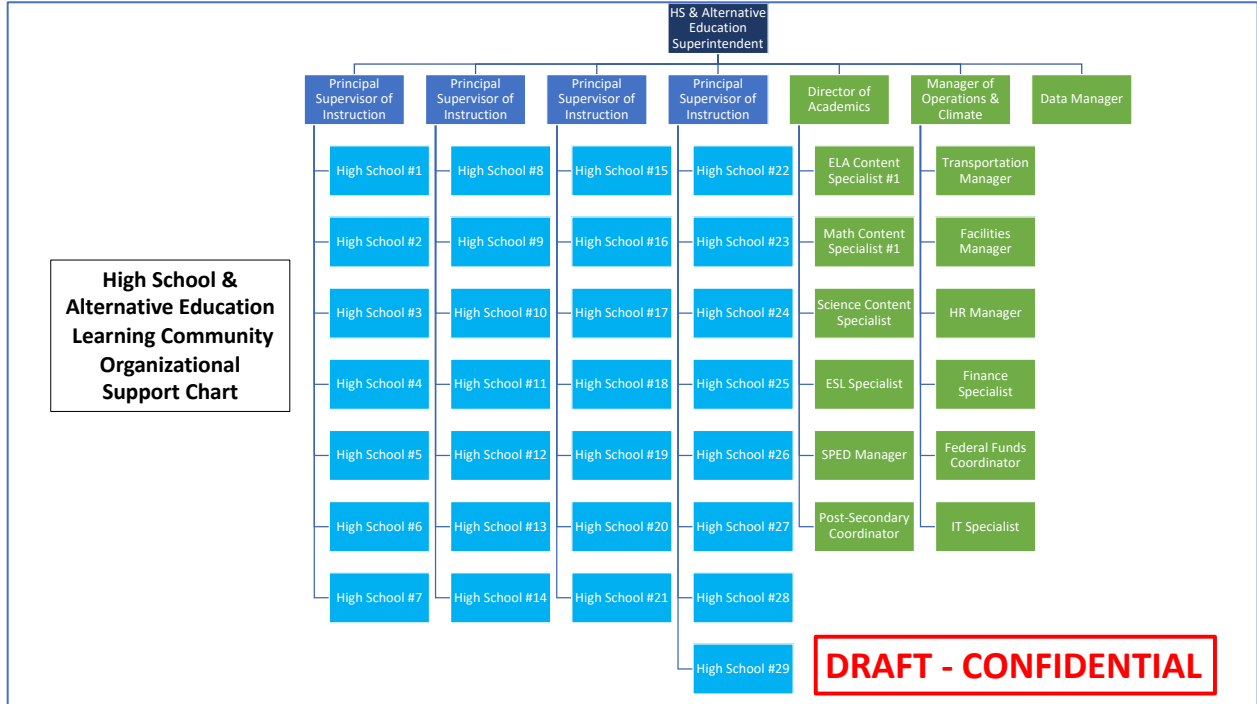 HS & Alternative
Education
Superintendent
Principal
Supervisor of
Instruction
Principal
Supervisor of
Instruction
Principal
Supervisor of
Instruction
Principal
Supervisor of
Instruction
Director of
Academics
Manager of
Operations &
Climate
Data Manager
High School #1
High School #2
High School #3
High School #4
High School #5
High School #6
High School #7
High School #8
High School #9
High School #10
High School #11
High School #12
High School #13
High School #14
High School #15
High School #16
High School #17
High School #18
High School #19
High School #20
High School #21
High School #22
High School #23
High School #24
High School #25
High School #26
High School #27
High School #28
High School #29
ELA Content
Specialist #1
Math Content
Specialist #1
Science Content
Specialist
ESL Specialist
SPED Manager
Post-Secondary
Coordinator
Transportation
Manager
Facilities
Manager
HR Manager
Finance
Specialist
Federal Funds
Coordinator
IT Specialist
High School &
Alternative Education
Learning Community
Organizational
Support Chart
DRAFT - CONFIDENTIAL